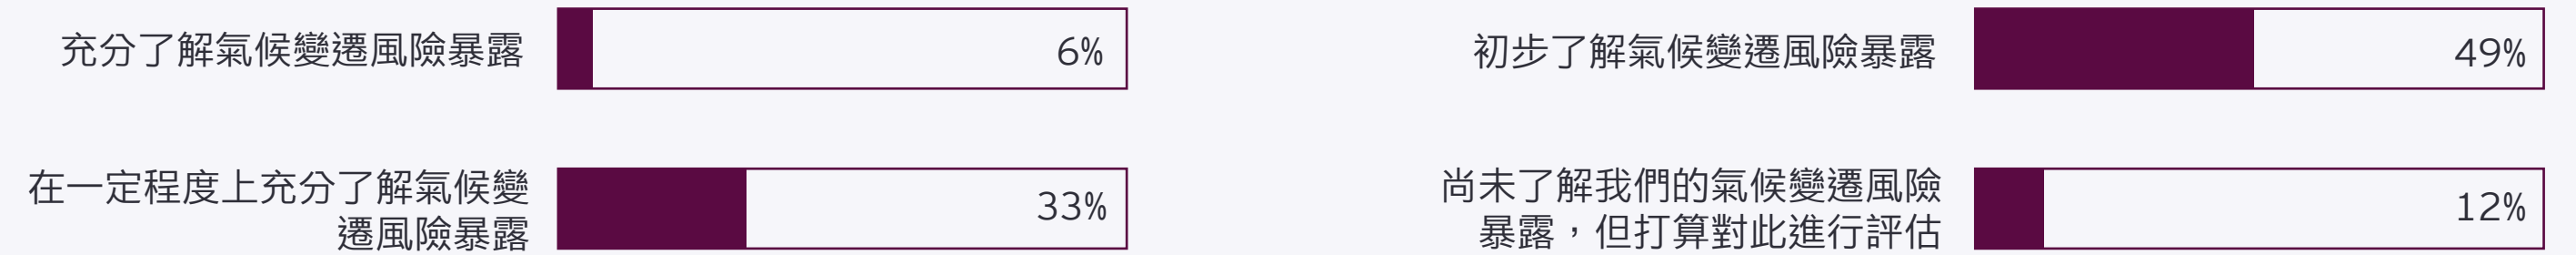 充分了解氣候變遷風險暴露
6%
初步了解氣候變遷風險暴露
49%
在一定程度上充分了解氣候變
遷風險暴露
33%
尚未了解我們的氣候變遷風險
暴露，但打算對此進行評估
12%